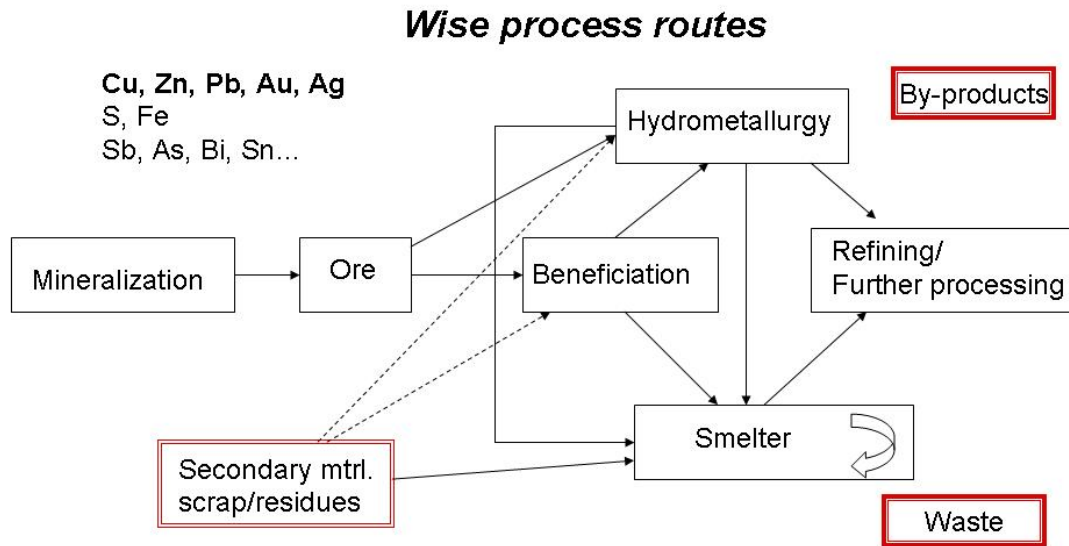 Wise process routes
Cu, Zn, Pb, Au, Ag
S, Fe
Sb, As, Bi, Sn...
By-products
Hydrometallurgy
Mineralization
Ore
Beneficiation
Refining/
Further processing
Smelter
Secondary mtrl.
scrap/residues
Waste